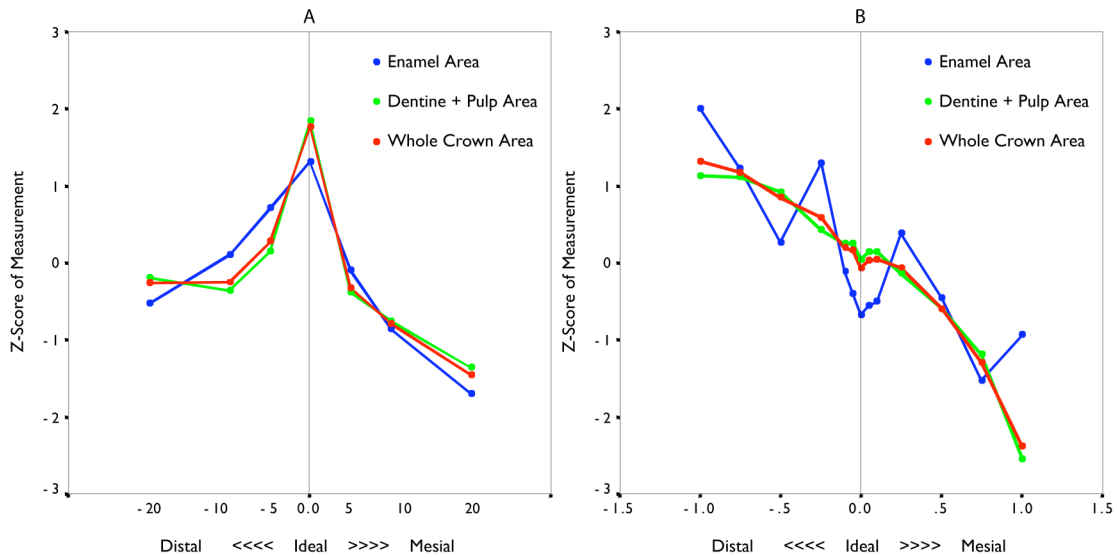 A
3
2
1
0
- 1
- 2
- 3
Z-Score of Measurement
Enamel Area
Dentine + Pulp Area
Whole Crown Area
- 20 - 10 - 5 0.0 5 10 20
Distal <<<< Ideal >>>> Mesial
B
3
2
1
0
- 1
- 2
- 3
Z-Score of Measurement
Enamel Area
Dentine + Pulp Area
Whole Crown Area
- 1.5 -1.0 - .5 0.0 .5 1.0 1.5
Distal <<<< Ideal >>>> Mesial